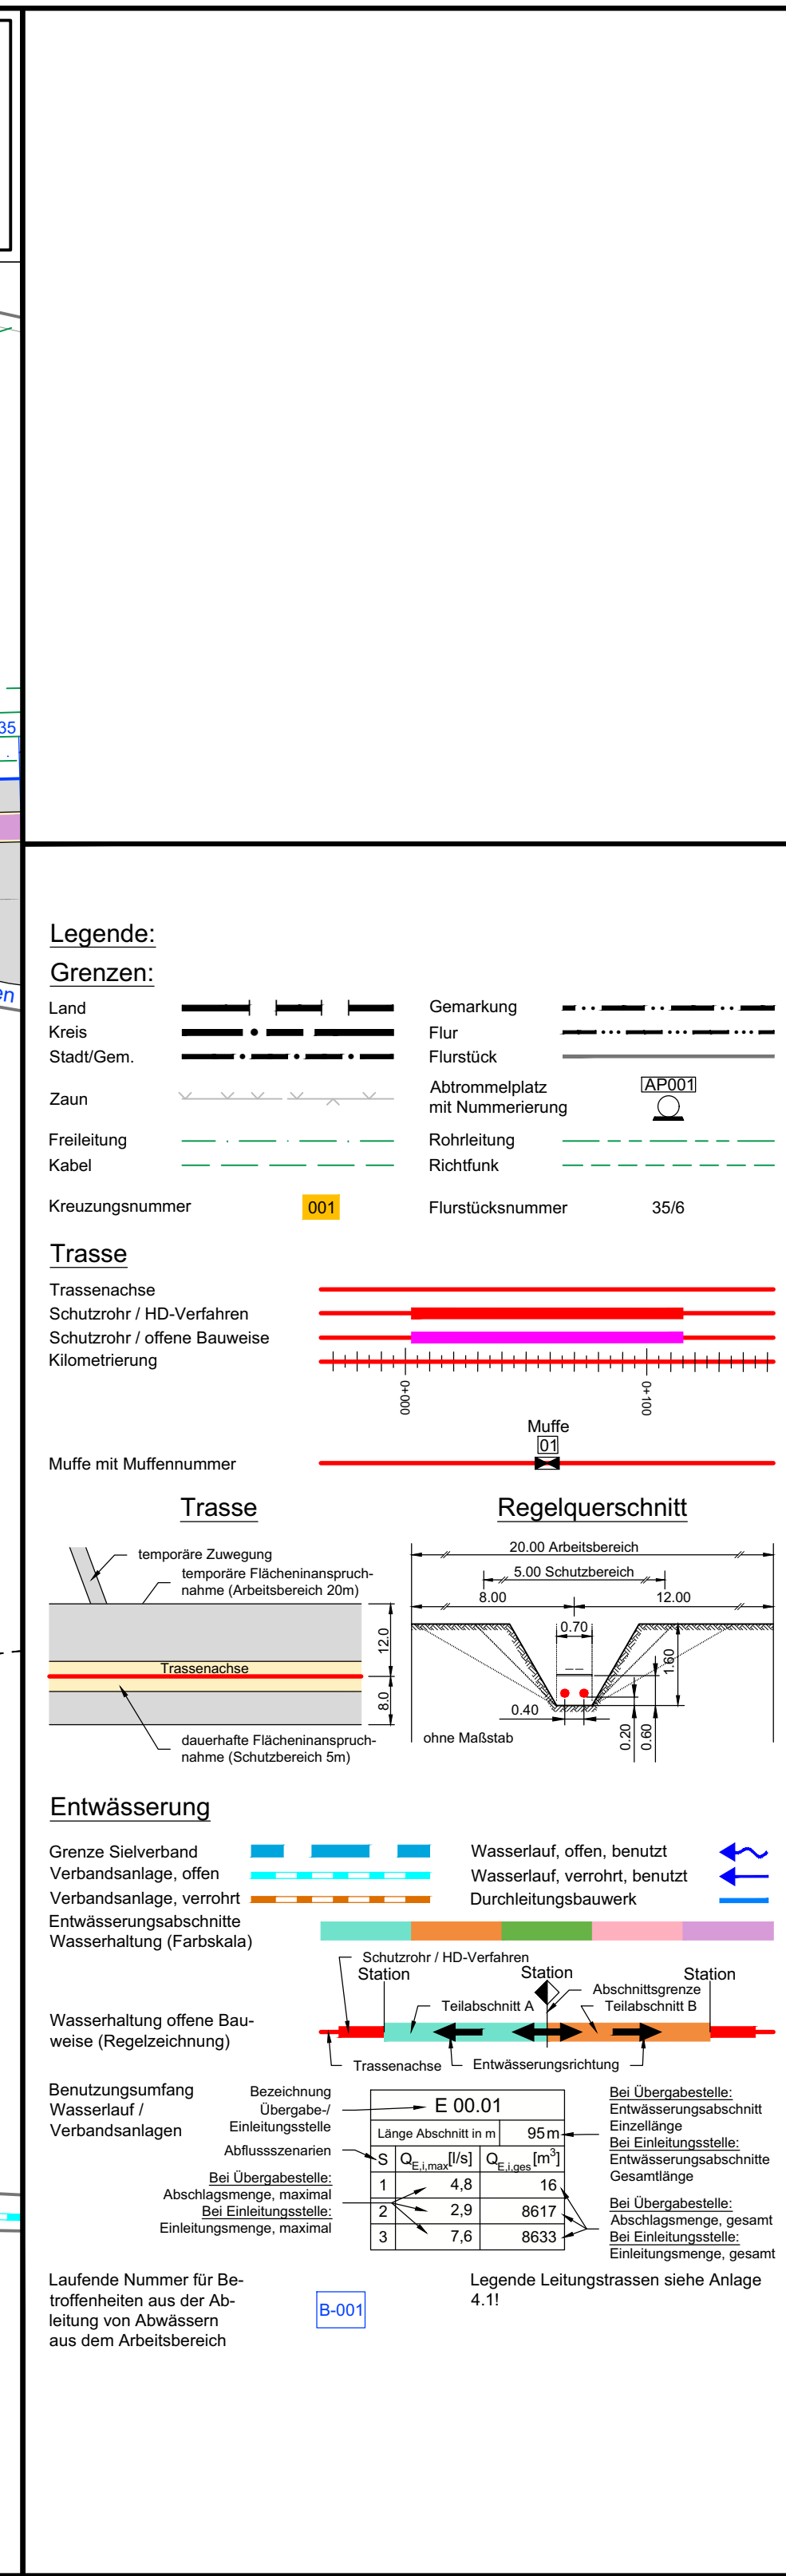 35
en
Legende:
Grenzen:
Land
Kreis
Stadt/Gem.
Zaun
Freileitung
Kabel
Kreuzungsnummer
001
Gemarkung
Flur
Flurstück
Abtrommelplatz
mit Nummerierung
AP001
Rohrleitung
Richtfunk
Flurstücksnummer
35/6
Trasse
Trassenachse
Schutzrohr / HD-Verfahren
Schutzrohr / offene Bauweise
Kilometrierung
0+000
0+100
Muffe
01
Muffe mit Muffennummer
Trasse
temporäre Zuwegung
temporäre Flächeninanspruch-
nahme (Arbeitsbereich 20m)
Trassenachse
12.0
8.0
dauerhafte Flächeninanspruch-
nahme (Schutzbereich 5m)
Regelquerschnitt
20.00 Arbeitsbereich
5.00 Schutzbereich
8.00
12.00
0.70
1.60
0.40
0.20
0.60
ohne Maßstab
Entwässerung
Grenze Sielverband
Verbandsanlage, offen
Verbandsanlage, verrohrt
Entwässerungsabschnitte
Wasserhaltung (Farbskala)
Wasserlauf, offen, benutzt
Wasserlauf, verrohrt, benutzt
Durchleitungsbauwerk
Schutzrohr / HD-Verfahren
Station
Station
Station
Abschnittsgrenze
Teilabschnitt A
Teilabschnitt B
Wasserhaltung offene Bau-
weise (Regelzeichnung)
Trassenachse
Entwässerungsrichtung
Benutzungsumfang
Wasserlauf /
Verbandsanlagen
Bezeichnung
Übergabe-/
Einleitungsstelle
Abflussszenarien
Bei Übergabestelle:
Abschlagsmenge, maximal
Bei Einleitungsstelle:
Einleitungsmenge, maximal
E 00.01
Länge Abschnitt in m 95m
S QE,i,max[l/s] QE,i,ges [m³]
1 4,8 16
2 2,9 8617
3 7,6 8633
Bei Übergabestelle:
Entwässerungsabschnitt
Einzellänge
Bei Einleitungsstelle:
Entwässerungsabschnitte
Gesamtlänge
Bei Übergabestelle:
Abschlagsmenge, gesamt
Bei Einleitungsstelle:
Einleitungsmenge, gesamt
Laufende Nummer für Be-
troffenheiten aus der Ab-
leitung von Abwässern
aus dem Arbeitsbereich
B-001
Legende Leitungstrassen siehe Anlage
4.1!